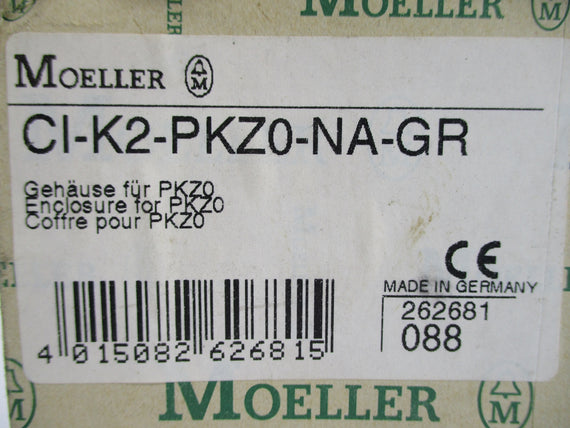 MOELLER
MOELLER
M
MOELLER M
CI-K2-PKZ0-NA-GR
Gehäuse für PKZ0
Enclosure for PKZ0
Coffre pour PKZ0
CE
MADE IN GERMANY
262681
088
4 015082 626815
MOELLER
M